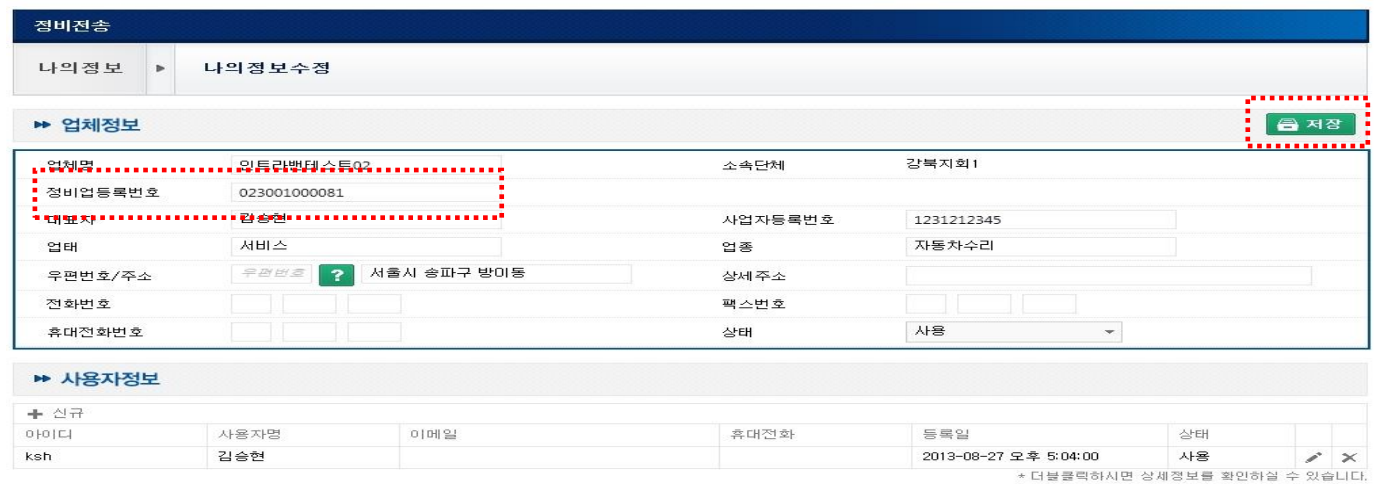 정비전송
나의정보 ▶ 나의정보수정
업체정보 저장
업체명 인트라밴테스트02 소속단체 강북지회1
정비업등록번호 023001000081
대표자 김승현 사업자등록번호 1231212345
업태 서비스 업종 자동차수리
우편번호/주소 우편번호 ? 서울시 송파구 방이동 상세주소
전화번호 팩스번호
휴대전화번호 상태 사용
사용자정보
+ 신규
아이디 사용자명 이메일 휴대전화 등록일 상태
ksh 김승현 2013-08-27 오후 5:04:00 사용
* 더블클릭하시면 상세정보를 확인하실 수 있습니다.